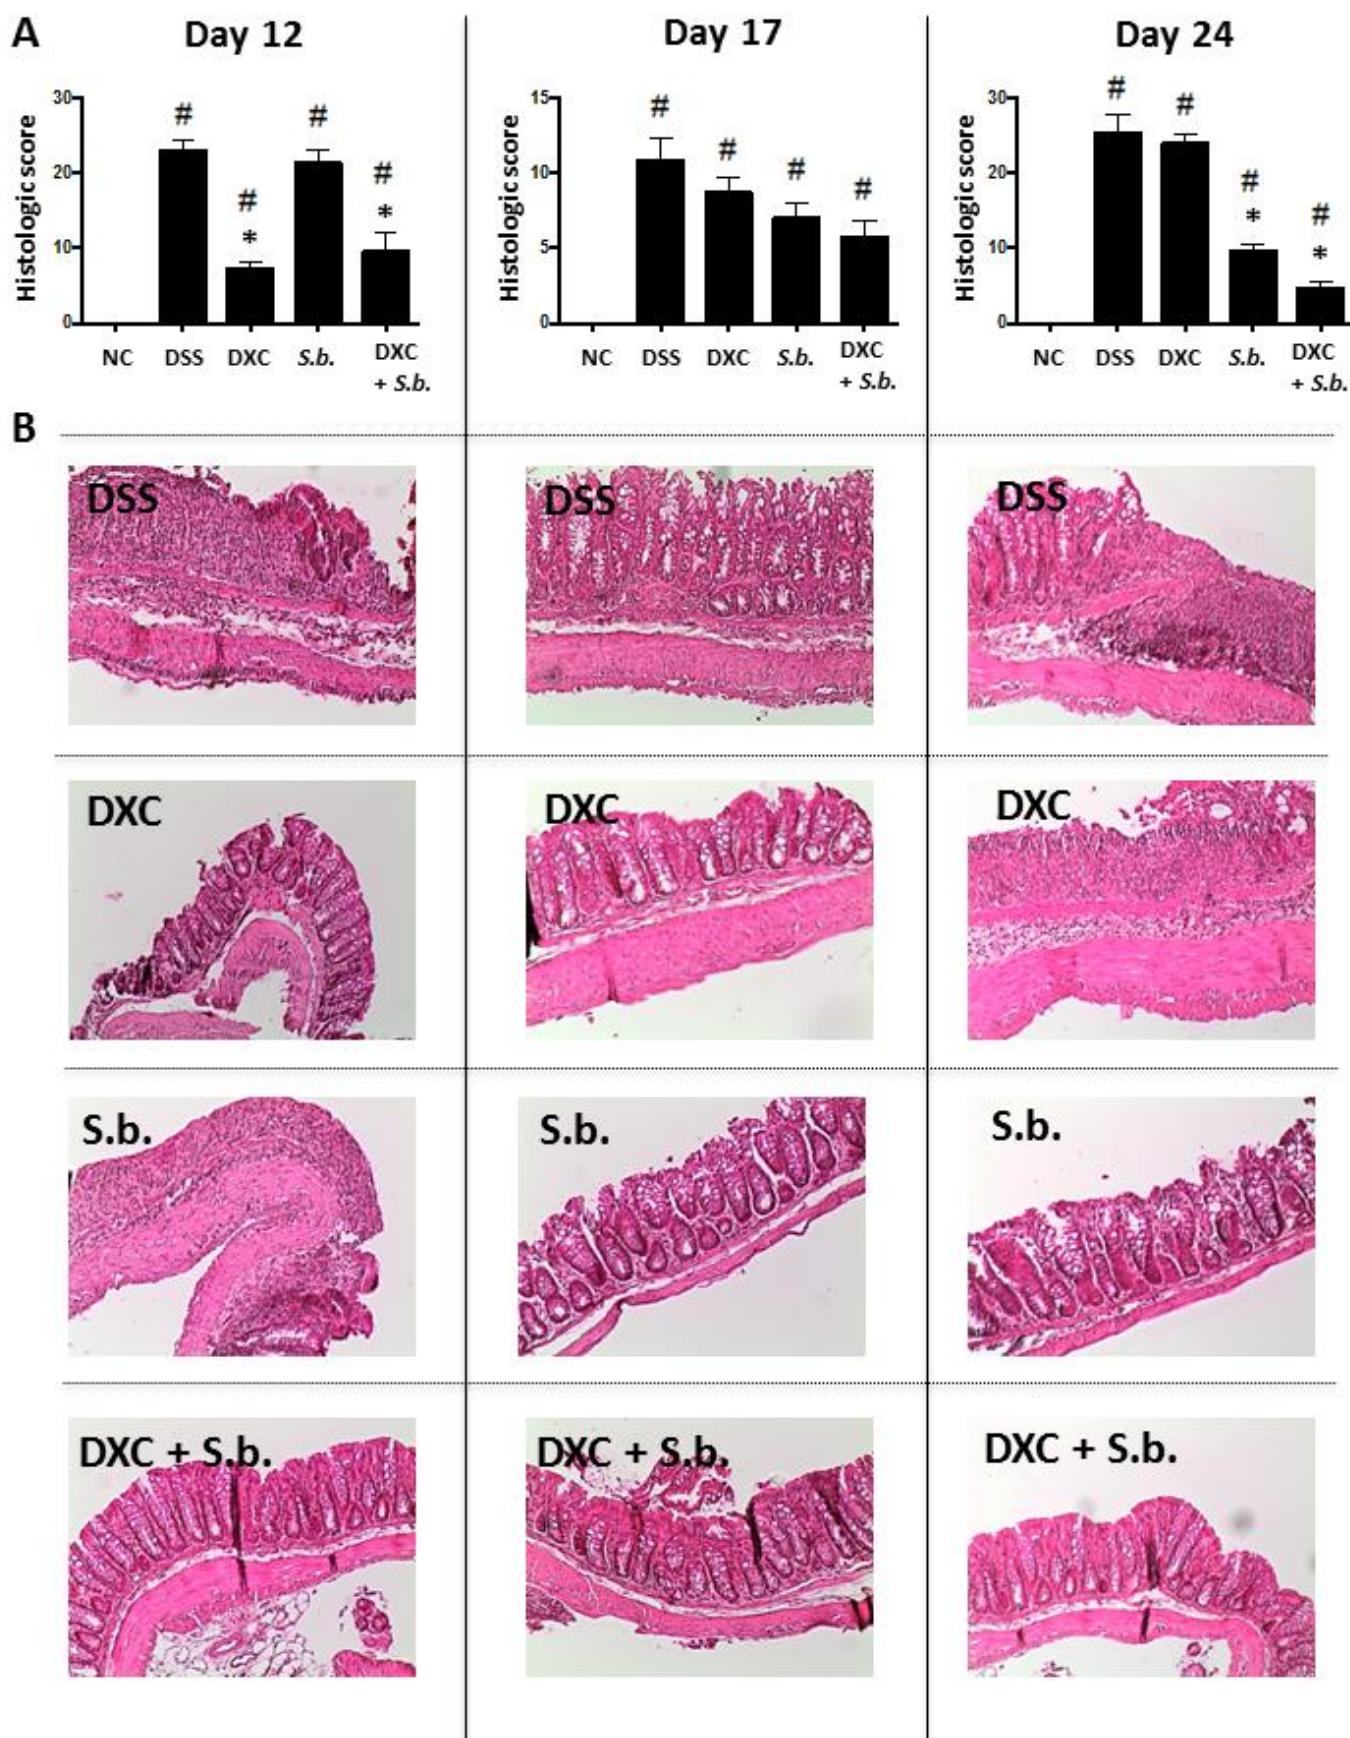 A
Day 12
Day 17
Day 24
Histologic score
30
20
10
0
#
#
*
#
#
*
NC
DSS
DXC
S.b.
DXC
+ S.b.
Histologic score
15
10
5
0
#
#
#
#
NC
DSS
DXC
S.b.
DXC
+ S.b.
Histologic score
30
20
10
0
#
#
#
*
#
*
NC
DSS
DXC
S.b.
DXC
+ S.b.
B
DSS
DSS
DSS
DXC
DXC
DXC
S.b.
S.b.
S.b.
DXC + S.b.
DXC + S.b.
DXC + S.b.